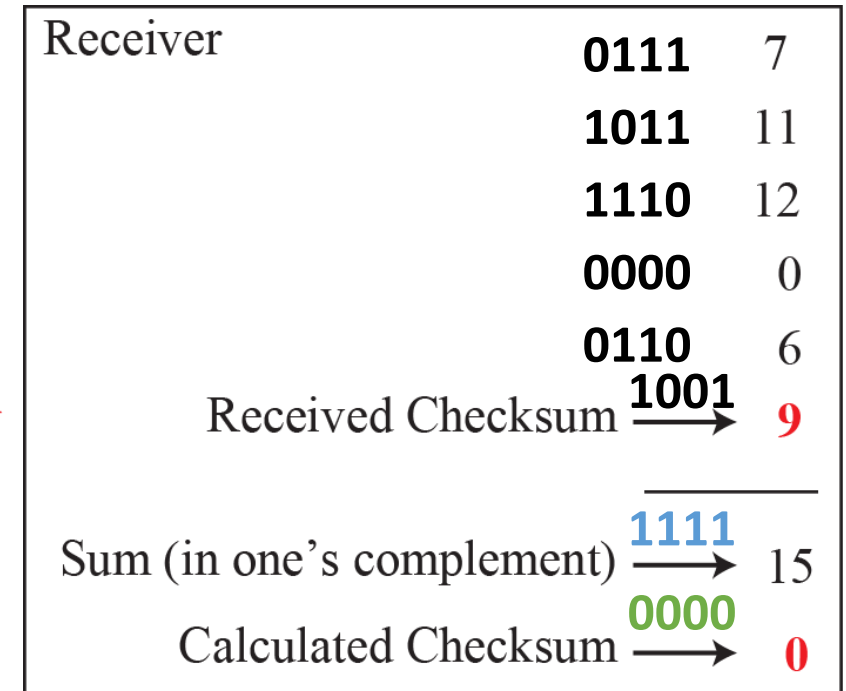 Receiver 0111 7
1011 11
1110 12
0000 0
0110 6
1001
Received Checksum 9
1111
Sum (in one’s complement) 15
0000
Calculated Checksum 0